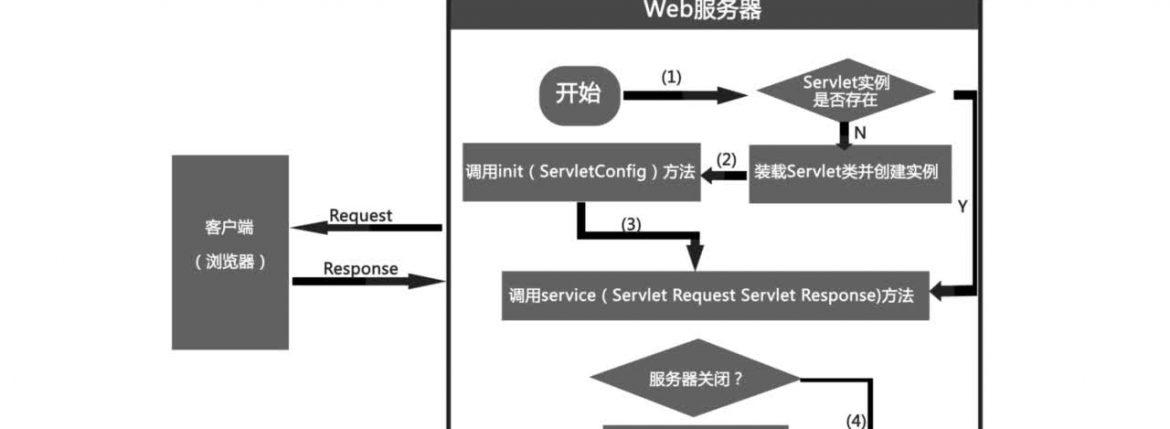 Web服务器
开始
(1)
Servlet实例
是否存在
N
调用init（ServletConfig）方法
(2)
装载Servlet类并创建实例
Y
客户端
（浏览器）
Request
Response
(3)
调用service（Servlet Request Servlet Response)方法
服务器关闭？
(4)